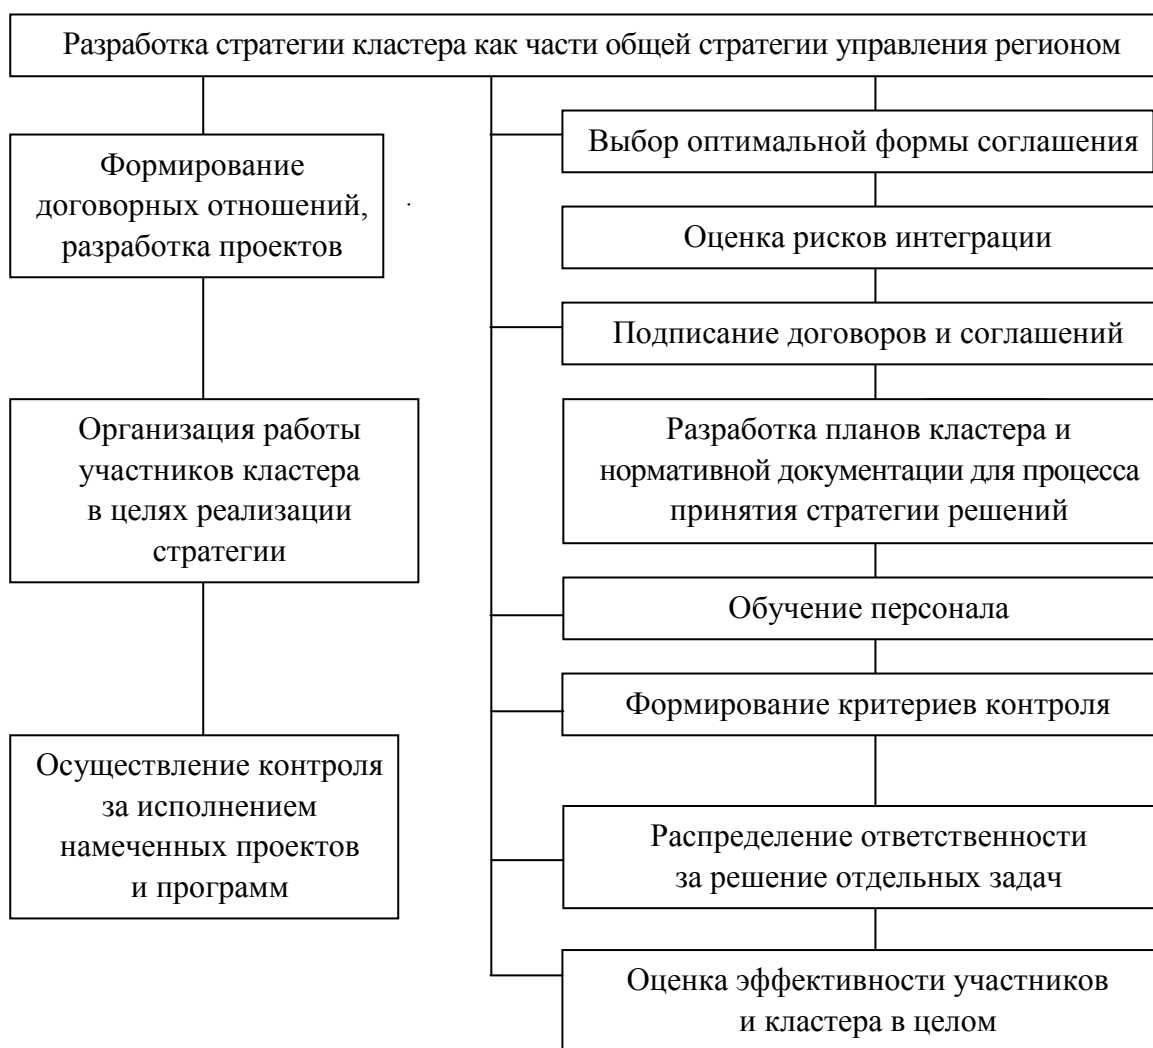 Разработка стратегии кластера как части общей стратегии управления регионом
Формирование
договорных отношений,
разработка проектов
Организация работы
участников кластера
в целях реализации
стратегии
Осуществление контроля
за исполнением
намеченных проектов
и программ
Выбор оптимальной формы соглашения
Оценка рисков интеграции
Подписание договоров и соглашений
Разработка планов кластера и
нормативной документации для процесса
принятия стратегии решений
Обучение персонала
Формирование критериев контроля
Распределение ответственности
за решение отдельных задач
Оценка эффективности участников
и кластера в целом